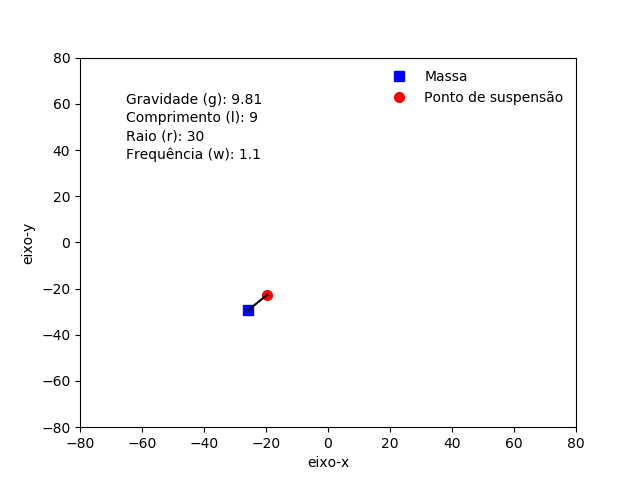 Massa
Ponto de suspensão
Gravidade (g): 9.81
Comprimento (l): 9
Raio (r): 30
Frequência (w): 1.1
80
60
40
20
0
−20
−40
−60
−80
eixo-y
−80
−60
−40
−20
0
20
40
60
80
eixo-x